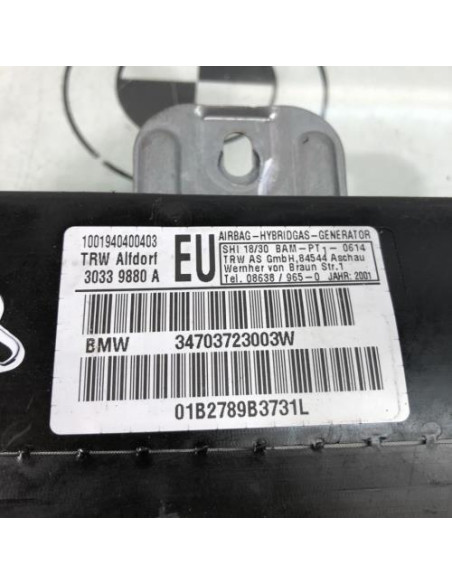 1001940400403
TRW Alfdorf
3033 9880 A
EU
AIRBAG-HYBRIDGAS-GENERATOR
SHI 18/30 BAM-PT1-0614
TRW AS GmbH,84544 Aschau
Wernher von Braun Str.1
Tel. 08638 / 965-0 JAHR: 2001
BMW 34703723003W
01B2789B3731L